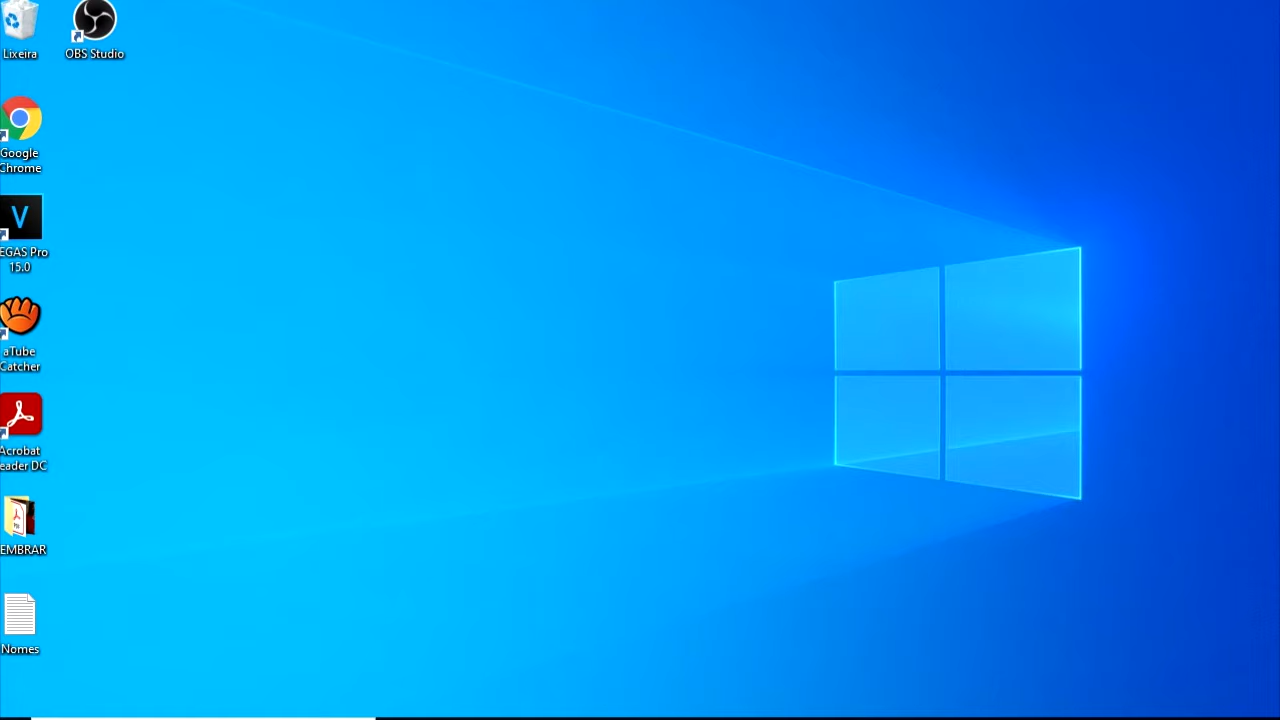 Lixeira
OBS Studio
Google
Chrome
V
EGAS Pro
15.0
aTube
Catcher
Acrobat
eader DC
EMBRAR
Nomes